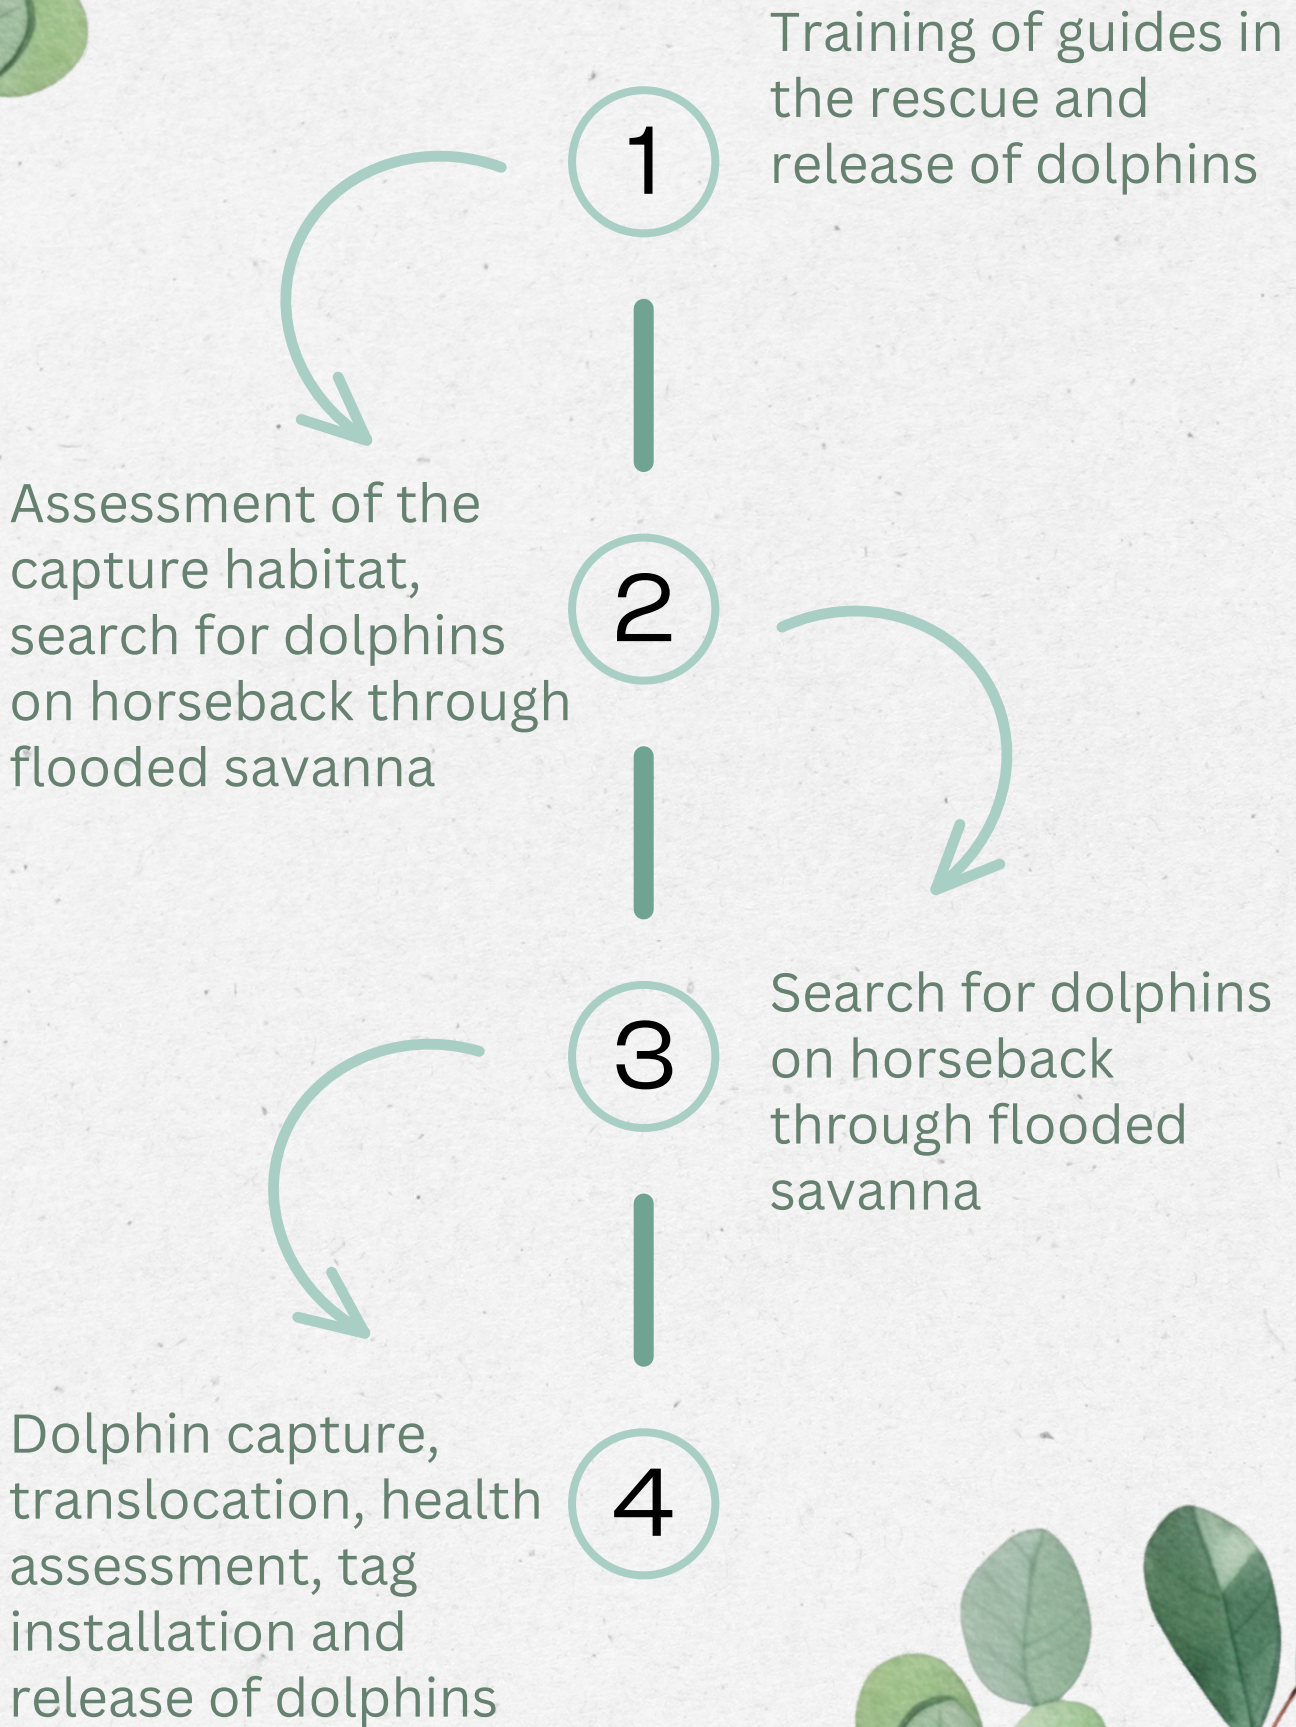 Training of guides in
the rescue and
release of dolphins
1
Assessment of the
capture habitat,
search for dolphins
on horseback through
flooded savanna
2
3
Search for dolphins
on horseback
through flooded
savanna
Dolphin capture,
translocation, health
assessment, tag
installation and
release of dolphins
4